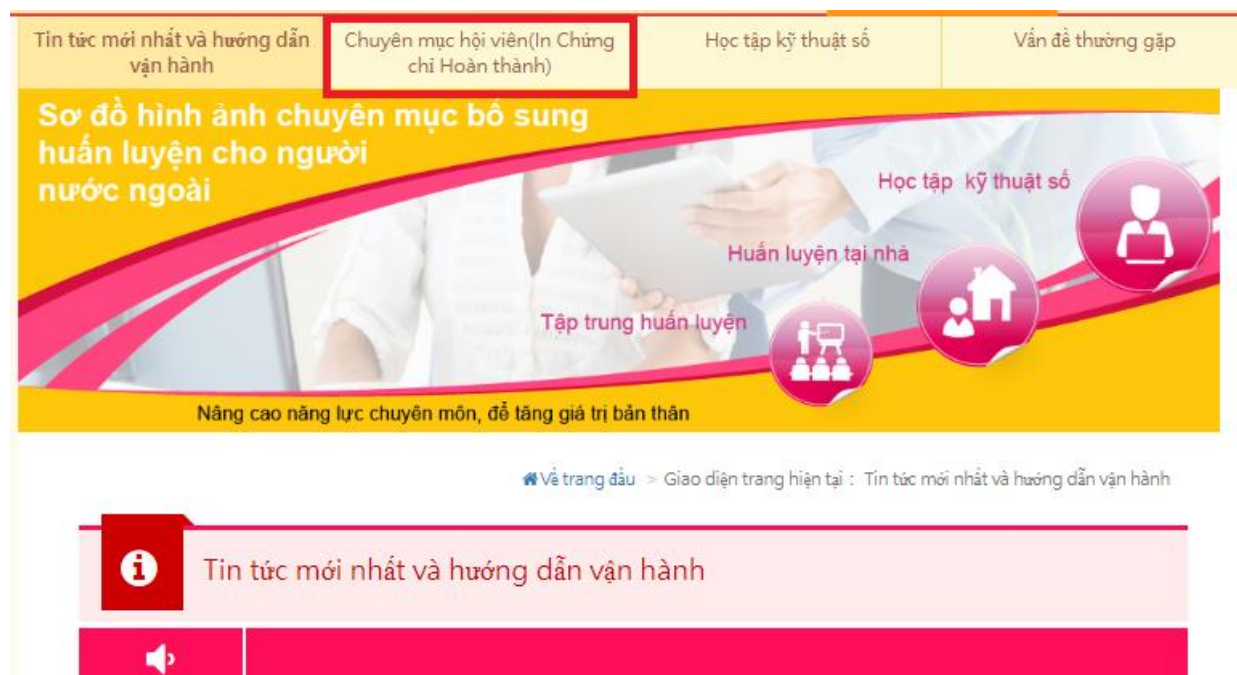 Tin tức mới nhất và hướng dẫn
vận hành
Chuyên mục hội viên(In Chứng
chỉ Hoàn thành)
Học tập kỹ thuật số
Vấn đề thường gặp
Sơ đồ hình ảnh chuyên mục bổ sung
huấn luyện cho người
nước ngoài
Học tập kỹ thuật số
Huấn luyện tại nhà
Tập trung huấn luyện
Nâng cao năng lực chuyên môn, để tăng giá trị bản thân
Về trang đầu > Giao diện trang hiện tại : Tin tức mới nhất và hướng dẫn vận hành
Tin tức mới nhất và hướng dẫn vận hành